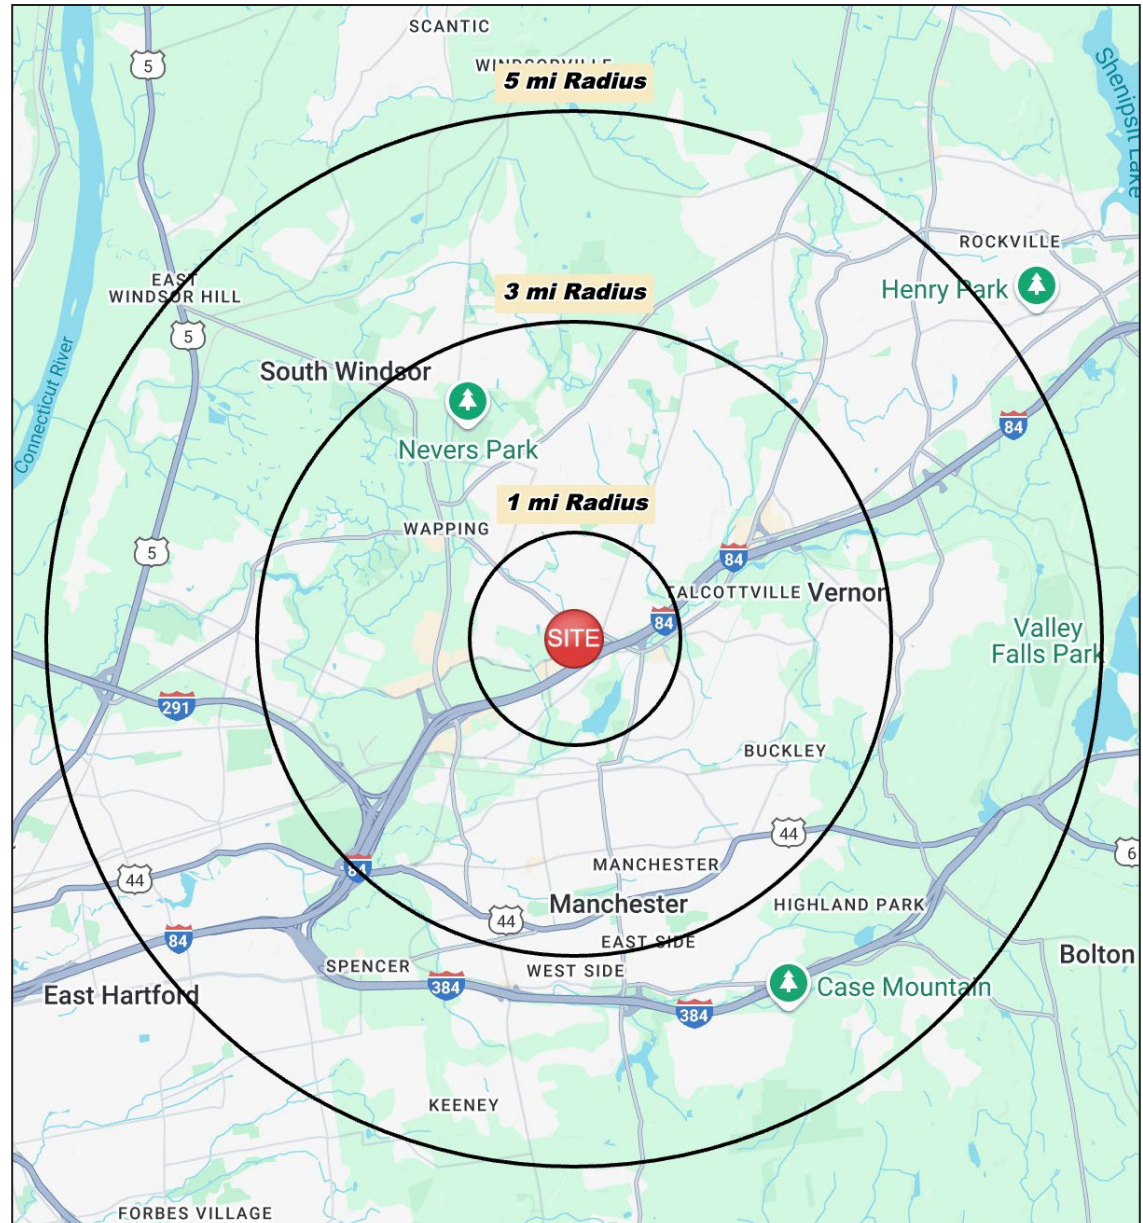 SCANTIC
WINDSORVILLE
5 mi Radius
5
Shenipsit Lake
ROCKVILLE
Henry Park
EAST
WINDSOR HILL
3 mi Radius
5
Connecticut River
South Windsor
Nevers Park
84
1 mi Radius
WAPPING
5
84
TALCOTTVILLE
Vernon
84
SITE
Valley
Falls Park
291
BUCKLEY
44
6
84
MANCHESTER
44
Manchester
HIGHLAND PARK
44
84
EAST SIDE
Bolton
SPENCER
WEST SIDE
East Hartford
384
Case Mountain
384
KEENEY
FORBES VILLAGE